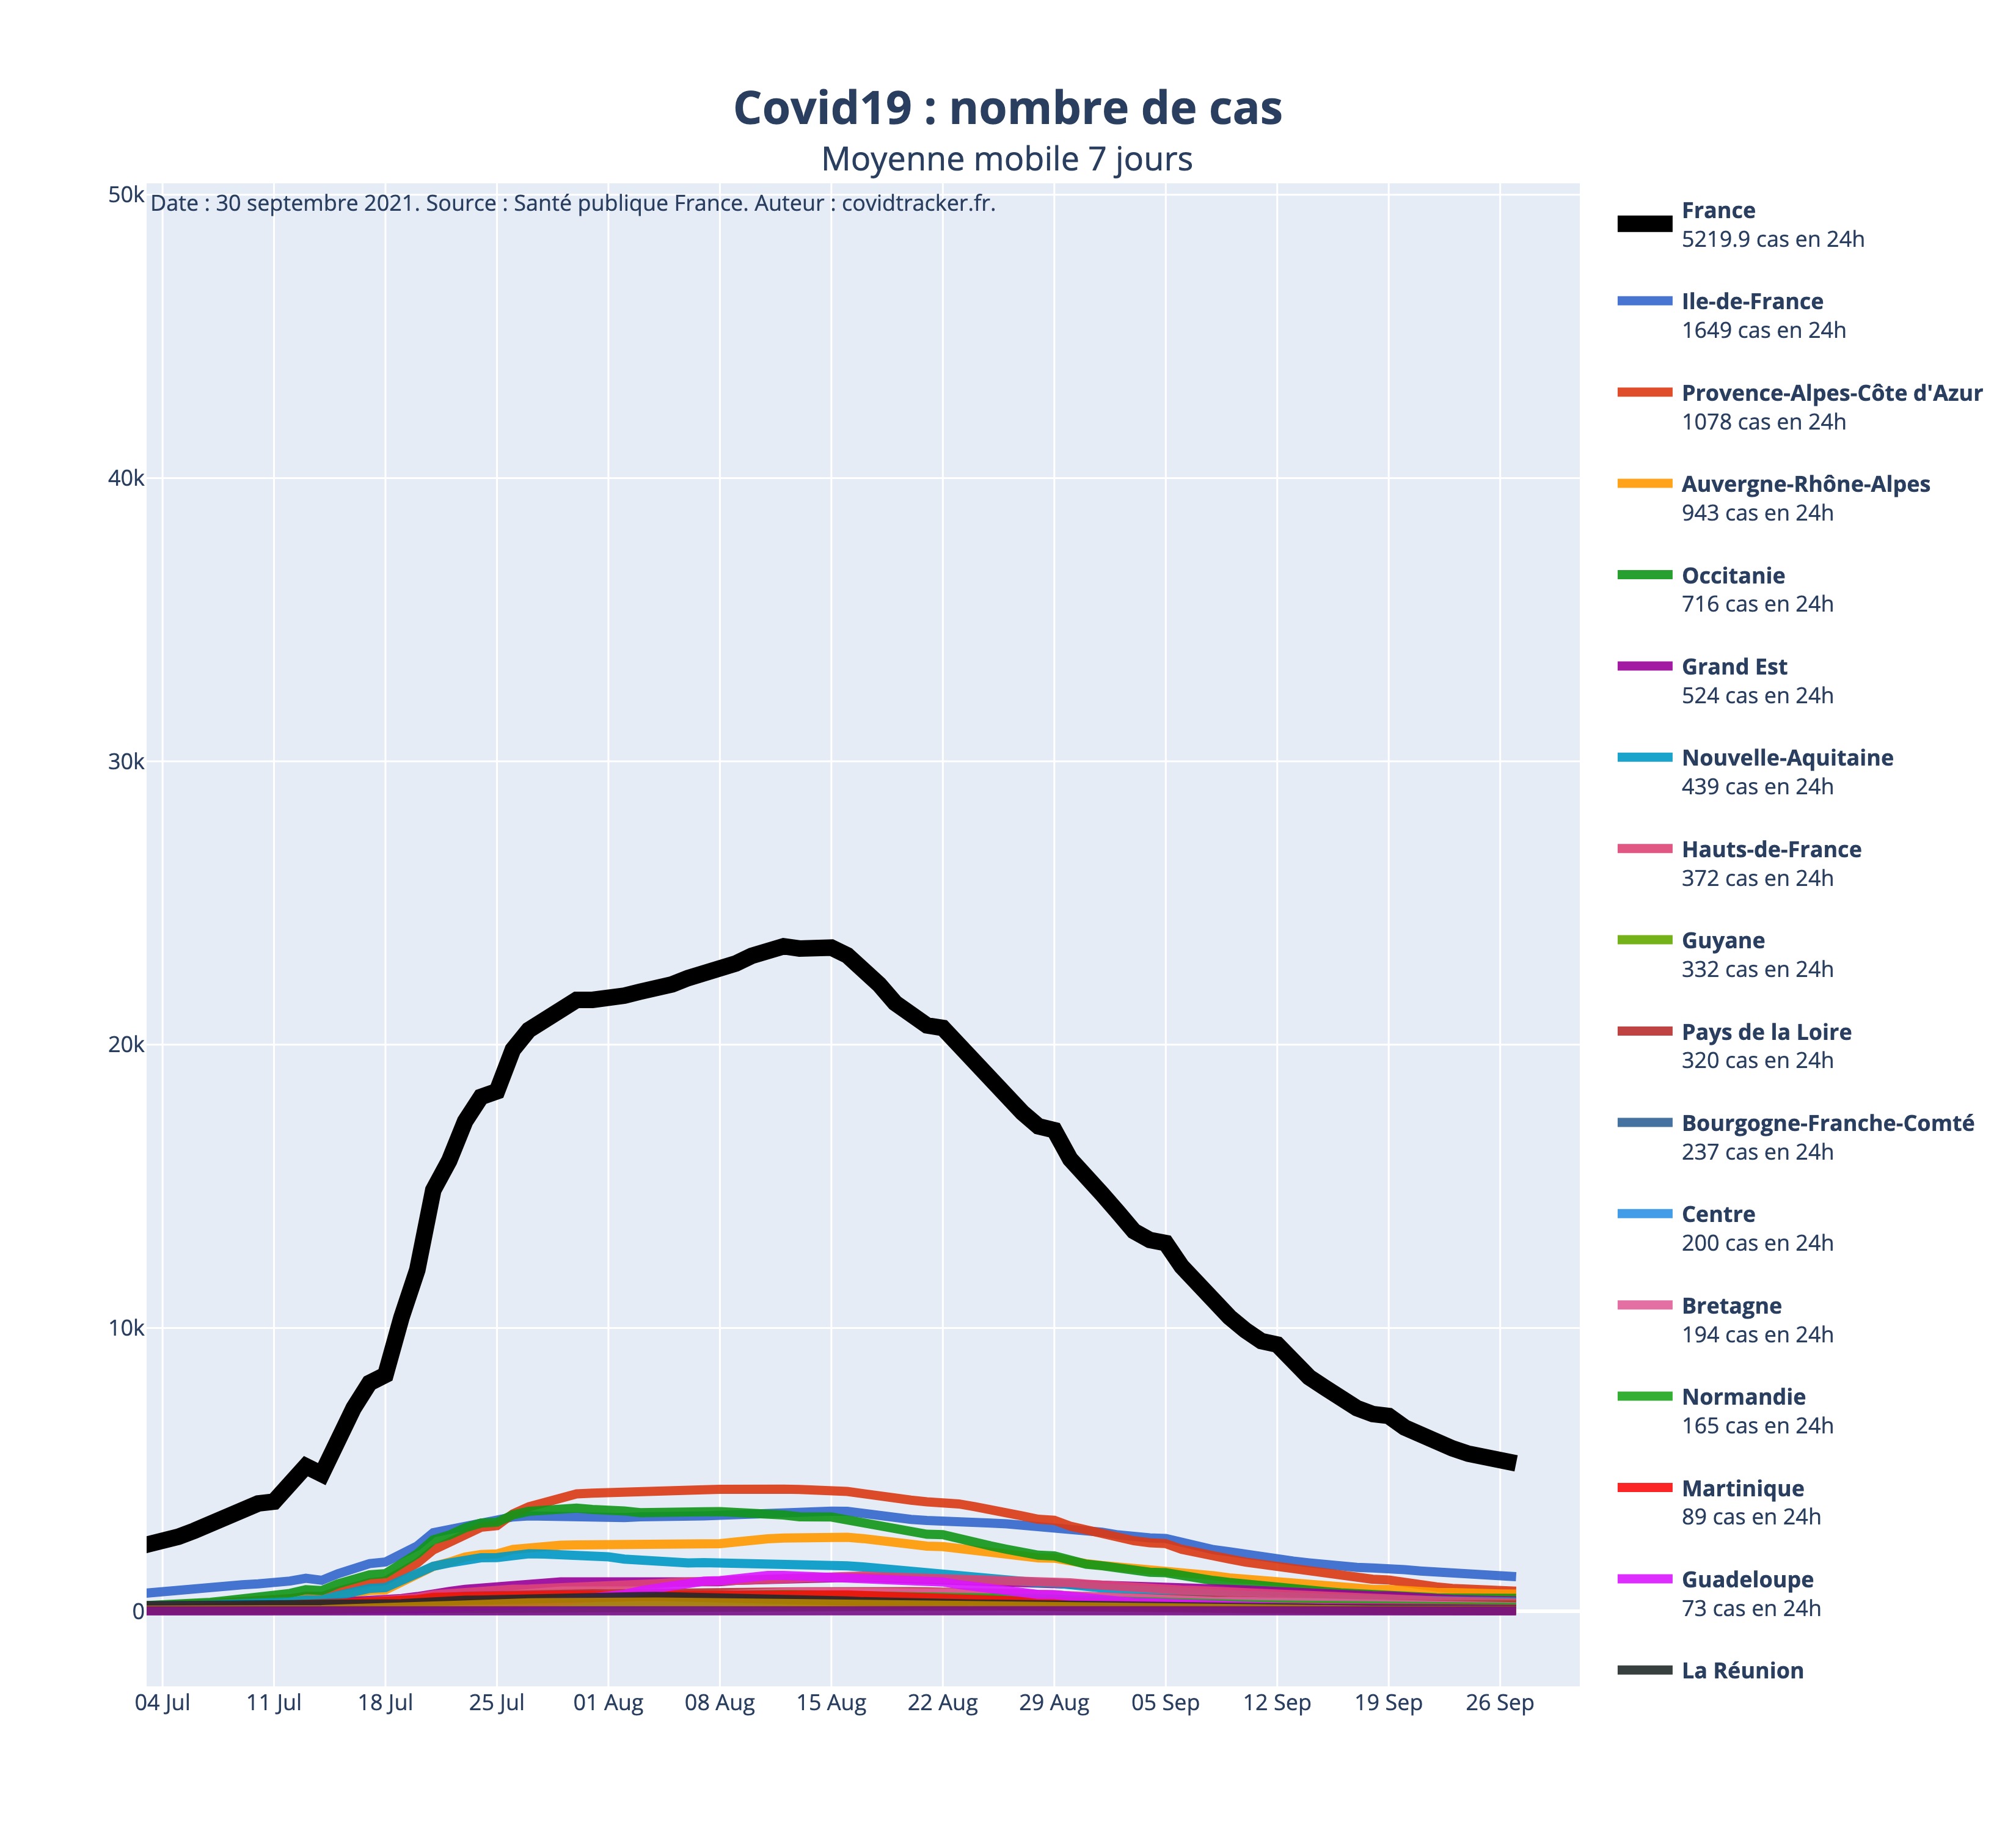 Covid19 : nombre de cas
Moyenne mobile 7 jours
Date : 30 septembre 2021. Source : Santé publique France. Auteur : covidtracker.fr.
50k
40k
30k
20k
10k
0
04 Jul
11 Jul
18 Jul
25 Jul
01 Aug
08 Aug
15 Aug
22 Aug
29 Aug
05 Sep
12 Sep
19 Sep
26 Sep
France
5219.9 cas en 24h
Ile-de-France
1649 cas en 24h
Provence-Alpes-Côte d'Azur
1078 cas en 24h
Auvergne-Rhône-Alpes
943 cas en 24h
Occitanie
716 cas en 24h
Grand Est
524 cas en 24h
Nouvelle-Aquitaine
439 cas en 24h
Hauts-de-France
372 cas en 24h
Guyane
332 cas en 24h
Pays de la Loire
320 cas en 24h
Bourgogne-Franche-Comté
237 cas en 24h
Centre
200 cas en 24h
Bretagne
194 cas en 24h
Normandie
165 cas en 24h
Martinique
89 cas en 24h
Guadeloupe
73 cas en 24h
La Réunion